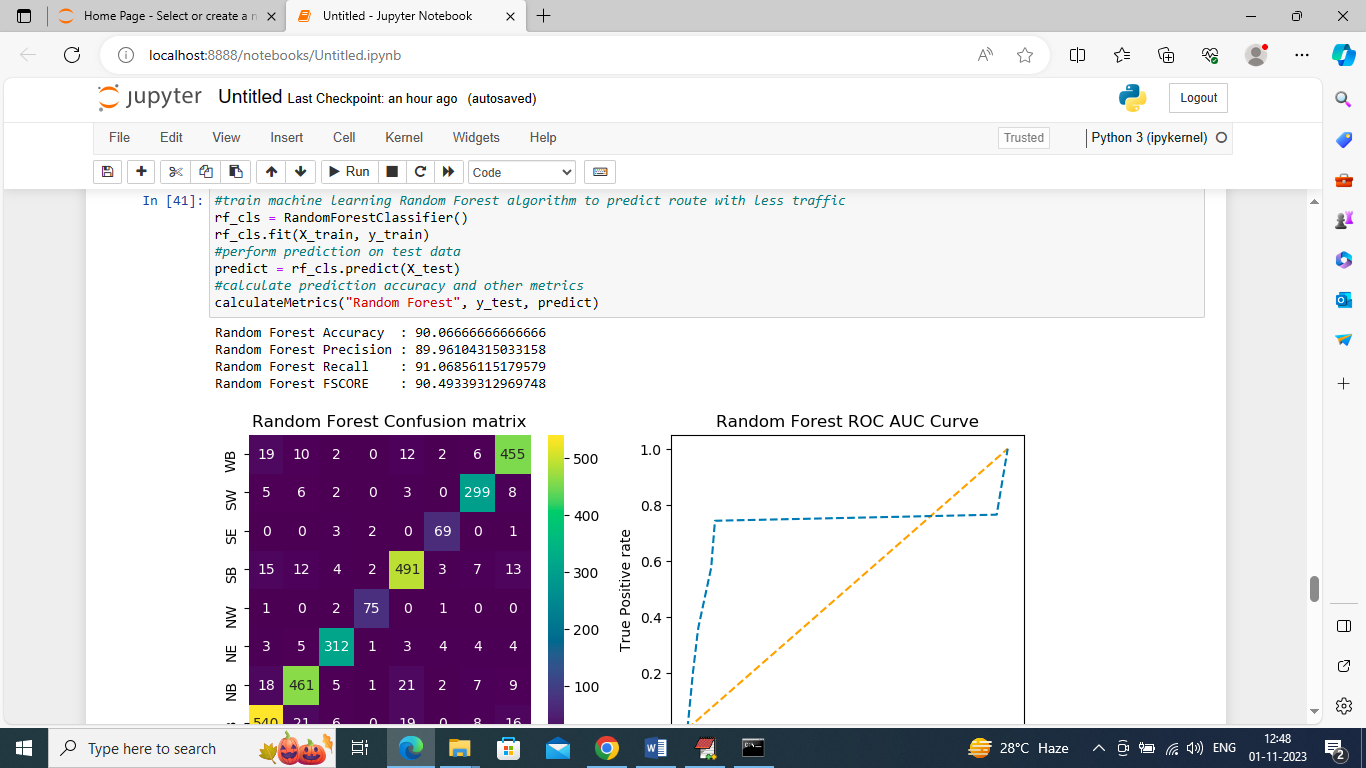 Home Page - Select or create a n
Untitled - Jupyter Notebook
localhost:8888/notebooks/Untitled.ipynb
jupyter Untitled Last Checkpoint: an hour ago (autosaved)
Logout
File Edit View Insert Cell Kernel Widgets Help
Trusted
Python 3 (ipykernel)
Run
Code
In [41]: #train machine learning Random Forest algorithm to predict route with less traffic
rf_cls = RandomForestClassifier()
rf_cls.fit(X_train, y_train)
#perform prediction on test data
predict = rf_cls.predict(X_test)
#calculate prediction accuracy and other metrics
calculateMetrics("Random Forest", y_test, predict)
Random Forest Accuracy  : 90.06666666666666
Random Forest Precision : 89.96104315033158
Random Forest Recall    : 91.06856115179579
Random Forest FSCORE    : 90.49339312969748
Random Forest Confusion matrix
WB 19 10 2 0 12 2 6 455
SW 5 6 2 0 3 0 299 8
SE 0 0 3 2 0 69 0 1
SB 15 12 4 2 491 3 7 13
NW 1 0 2 75 0 1 0 0
NE 3 5 312 1 3 4 4 4
NB 18 461 5 1 21 2 7 9
540 21 6 0 19 0 8 16
500
400
300
200
100
Random Forest ROC AUC Curve
True Positive rate
1.0
0.8
0.6
0.4
0.2
Type here to search
28°C Haze
ENG
12:48
01-11-2023
2